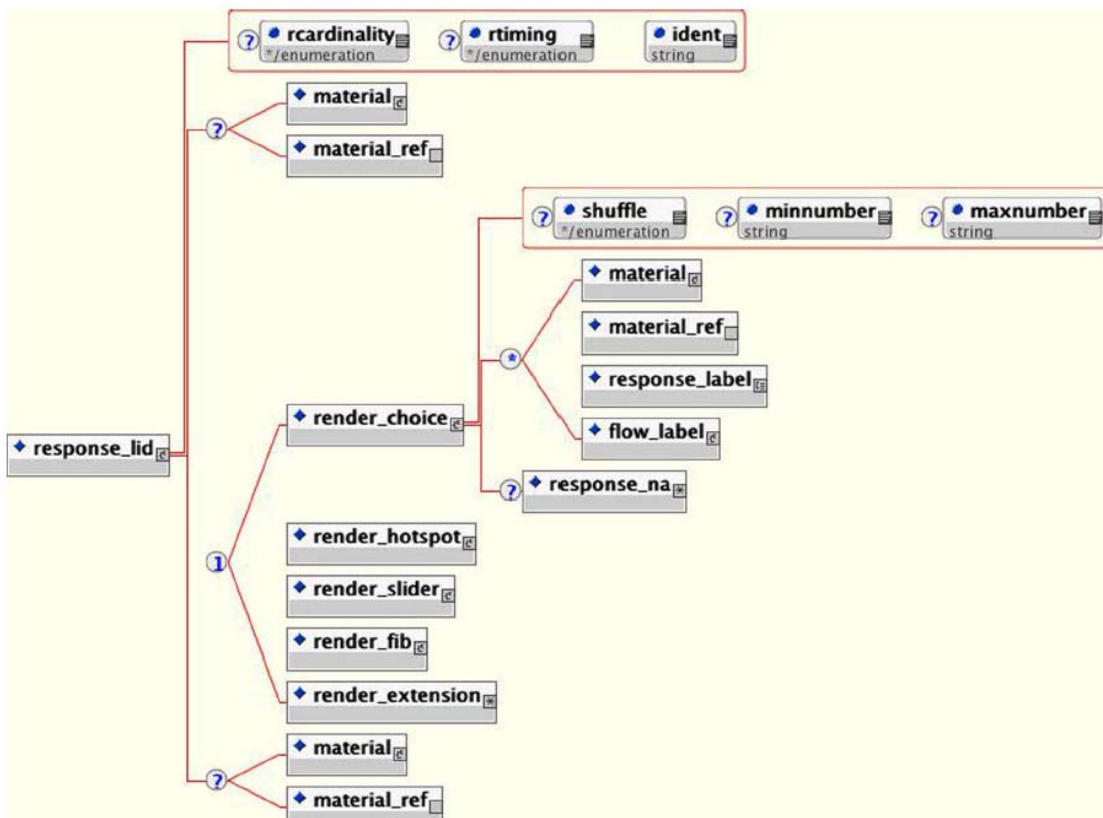 ? rcardinality ? rtiming ident
*/enumeration */enumeration string
material
?
material_ref
? shuffle ? minnumber ? maxnumber
*/enumeration string string
material
material_ref
*
response_label
render_choice flow_label
response_lid
? response_na
render_hotspot
1
render_slider
render_fib
render_extension
material
?
material_ref